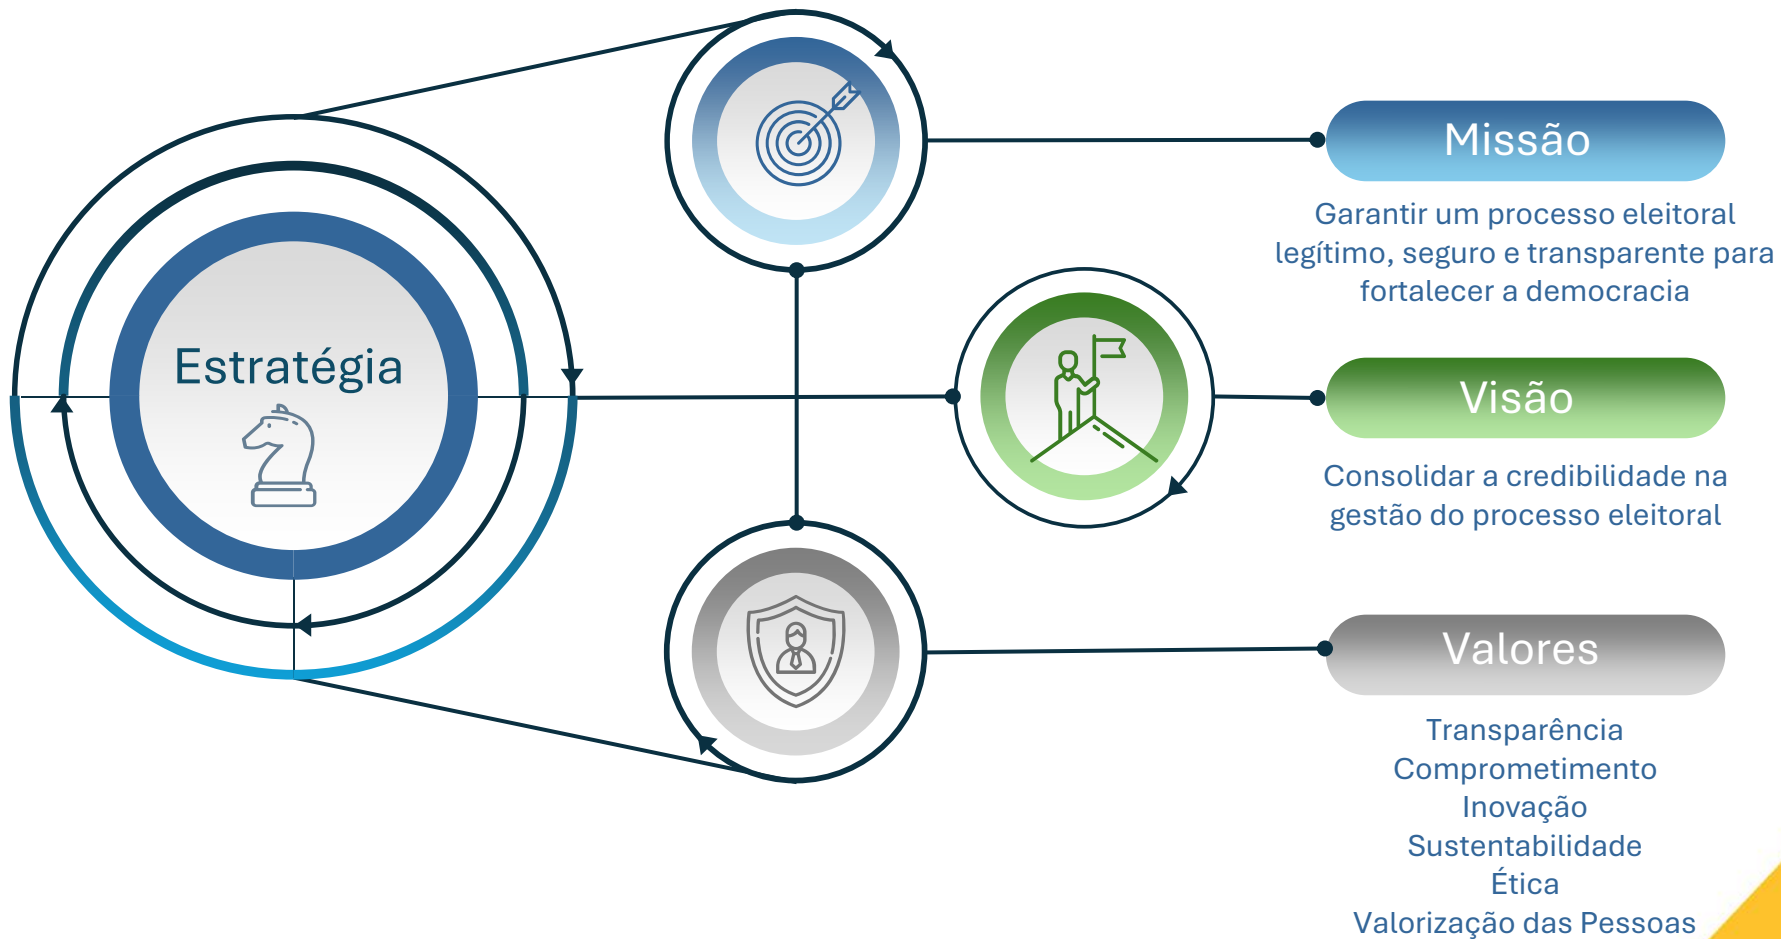 Estratégia
Missão
Garantir um processo eleitoral
legítimo, seguro e transparente para
fortalecer a democracia
Visão
Consolidar a credibilidade na
gestão do processo eleitoral
Valores
Transparência
Comprometimento
Inovação
Sustentabilidade
Ética
Valorização das Pessoas